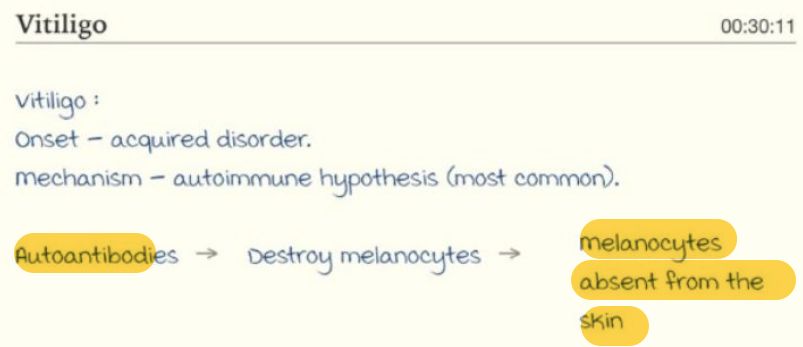 Vitiligo 00:30:11
Vitiligo :
Onset – acquired disorder.
mechanism – autoimmune hypothesis (most common).
Autoantibodies → Destroy melanocytes → melanocytes
absent from the
skin